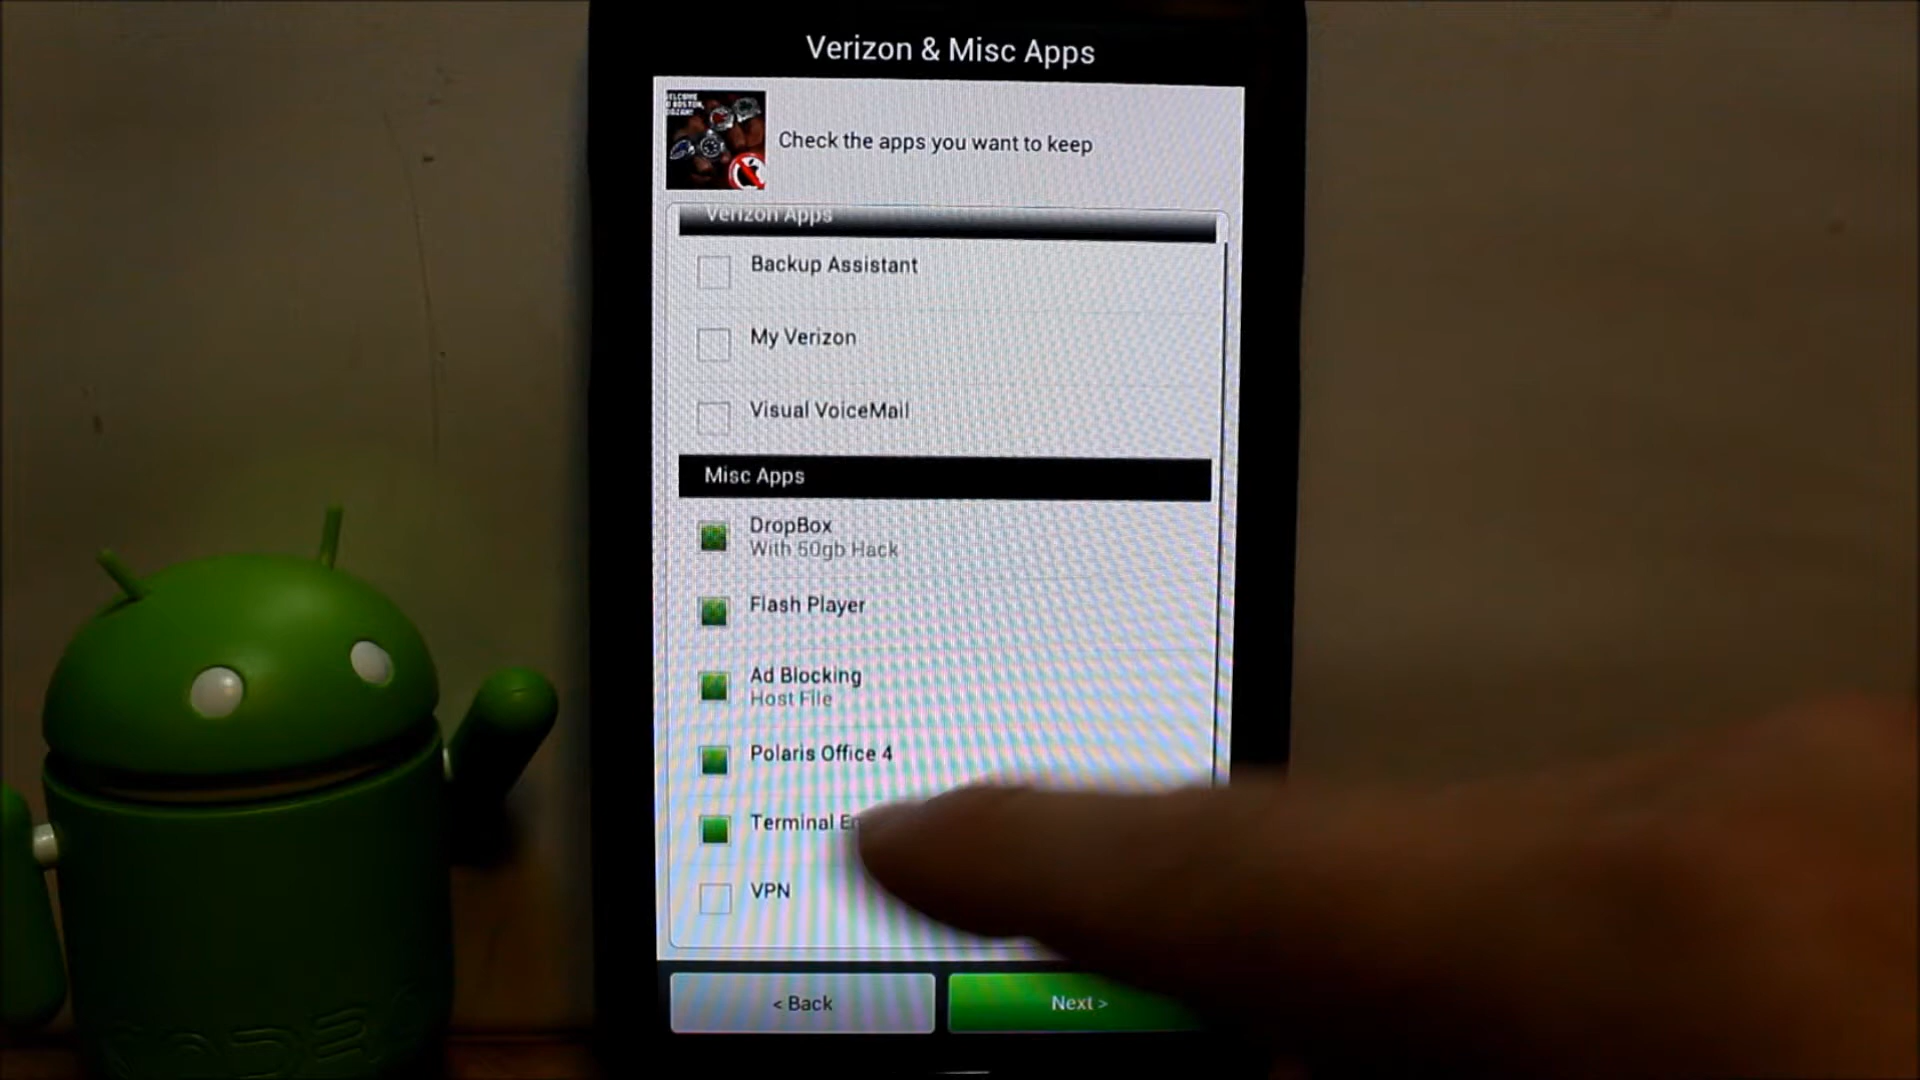 Verizon & Misc Apps
Check the apps you want to keep
Verizon Apps
Backup Assistant
My Verizon
Visual VoiceMail
Misc Apps
DropBox
With 50gb Hack
Flash Player
Ad Blocking
Host File
Polaris Office 4
Terminal
VPN
< Back
Next >